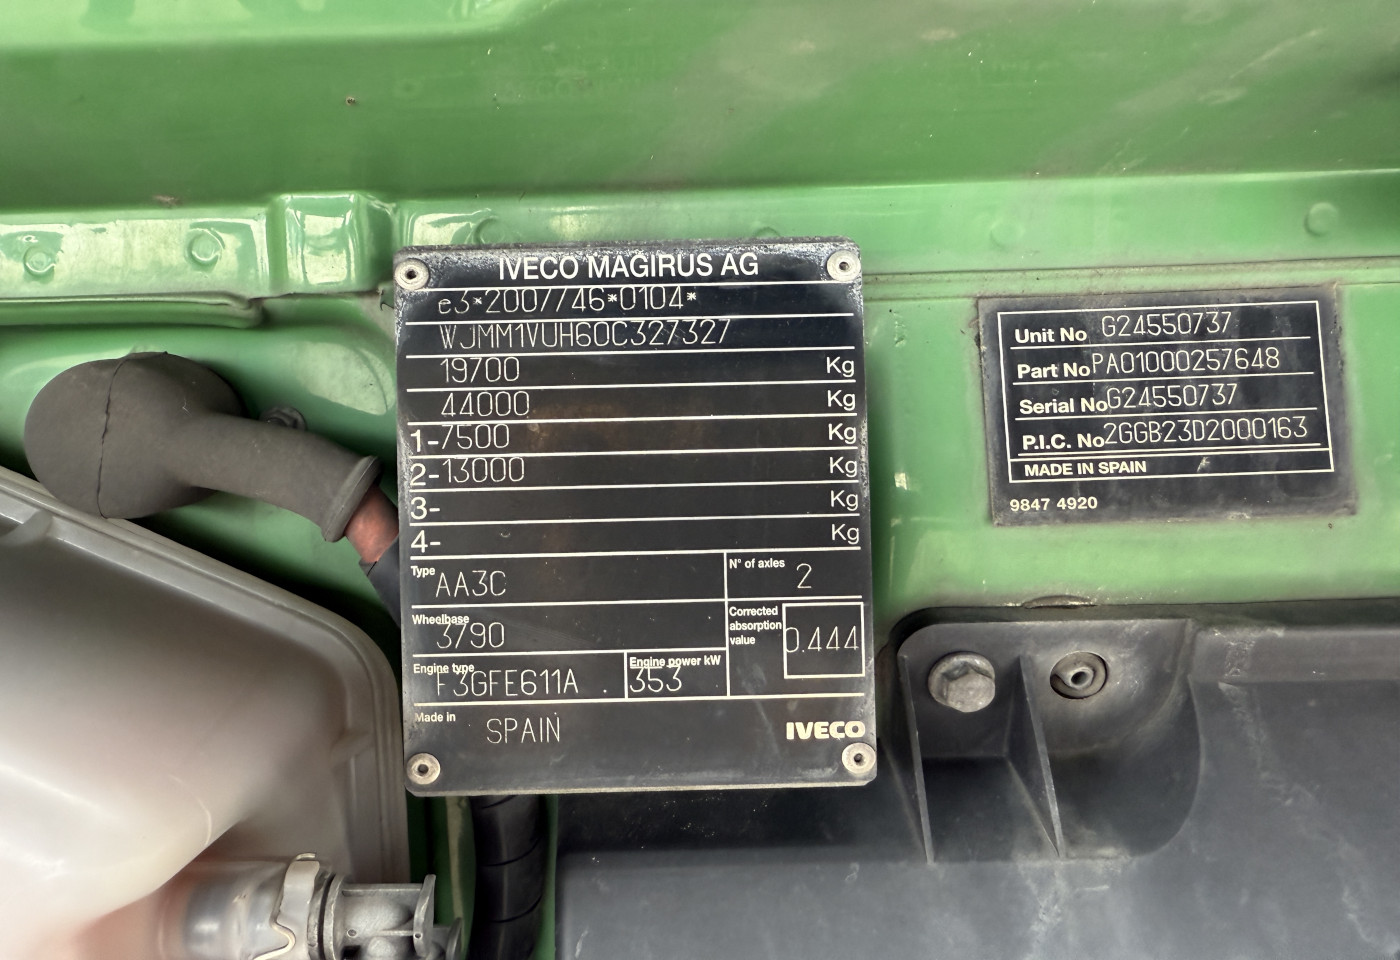 IVECO MAGIRUS AG
e3*2007/46*0104*
WJMM1VUH60C327327
19700 Kg
44000 Kg
1-7500 Kg
2-13000 Kg
3- Kg
4- Kg
Type AA3C
N° of axles 2
Wheelbase 3790
Corrected absorption value 0.444
Engine type F3GFE611A .
Engine power kW 353
Made in SPAIN
IVECO
Unit No G24550737
Part No PA01000257648
Serial No G24550737
P.I.C. No 2GGB23D2000163
MADE IN SPAIN
9847 4920